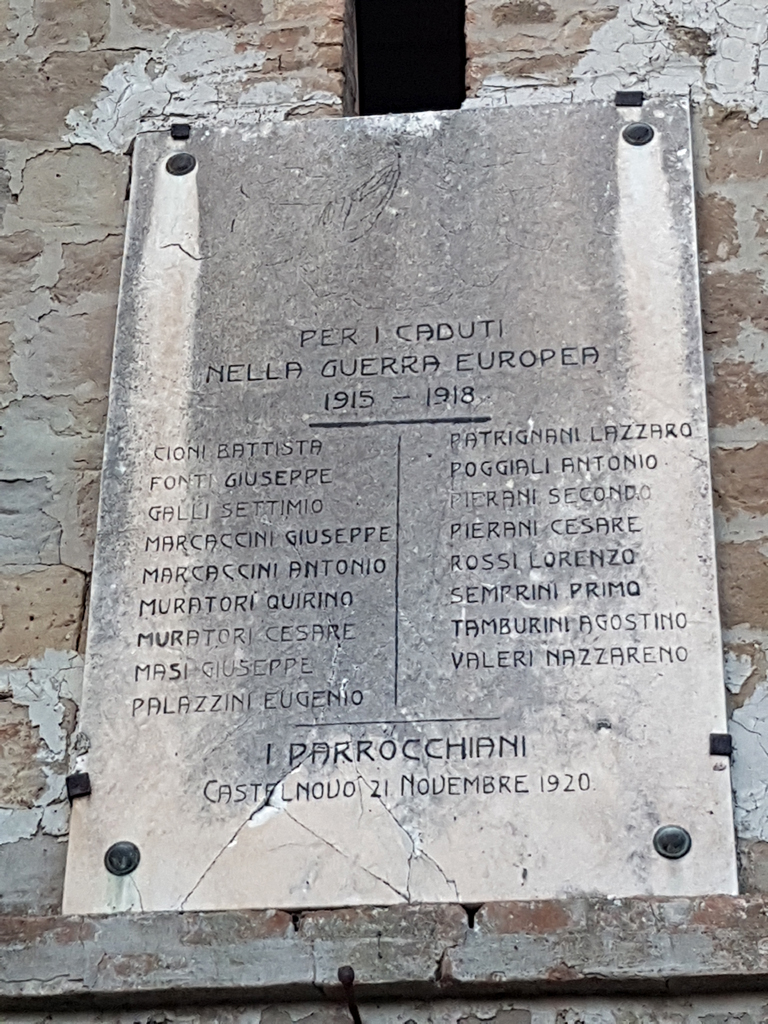 PER I CADUTI
NELLA GUERRA EUROPEA
1915 - 1918
CIONI BATTISTA
FONTI GIUSEPPE
GALLI SETTIMIO
MARCACCINI GIUSEPPE
MARCACCINI ANTONIO
MURATORI QUIRINO
MURATORI CESARE
MASI GIUSEPPE
PALAZZINI EUGENIO
PATRIGNANI LAZZARO
POGGIALI ANTONIO
PIERANI SECONDO
PIERANI CESARE
ROSSI LORENZO
SEMPRINI PRIMO
TAMBURINI AGOSTINO
VALERI NAZZARENO
I PARROCCHIANI
CASTELNOVO 21 NOVEMBRE 1920.